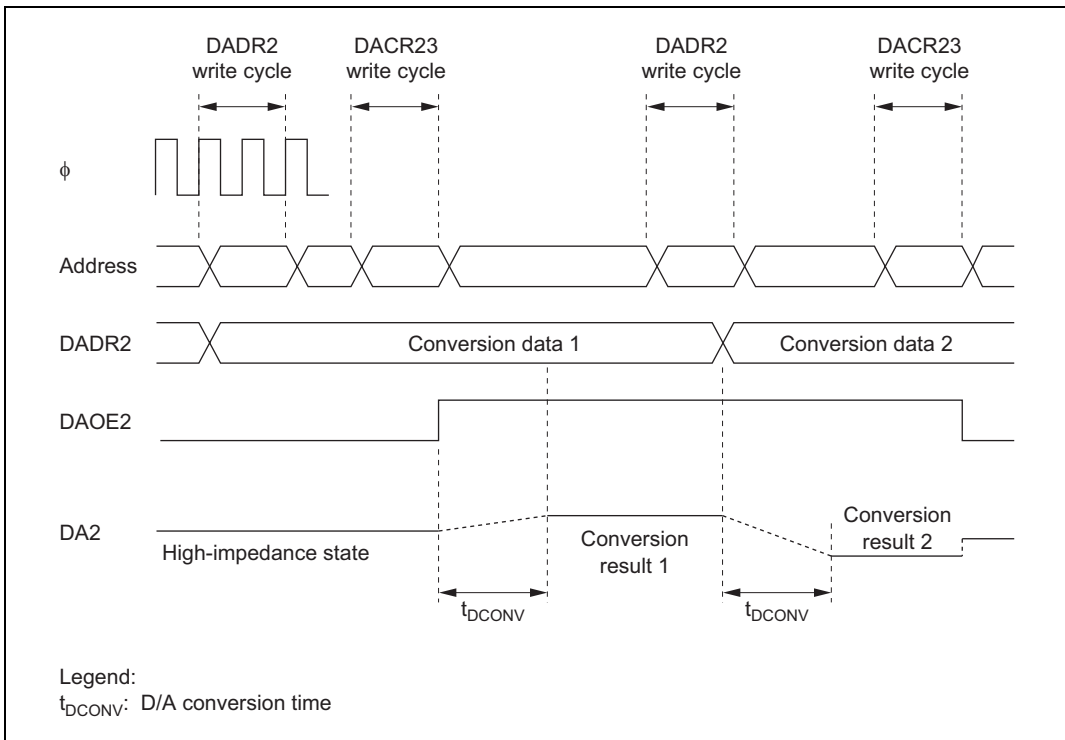 DADR2
write cycle
DACR23
write cycle
DADR2
write cycle
DACR23
write cycle
ϕ
Address
DADR2
Conversion data 1
Conversion data 2
DAOE2
DA2
High-impedance state
Conversion
result 1
Conversion
result 2
tDCONV
tDCONV
Legend:
tDCONV: D/A conversion time